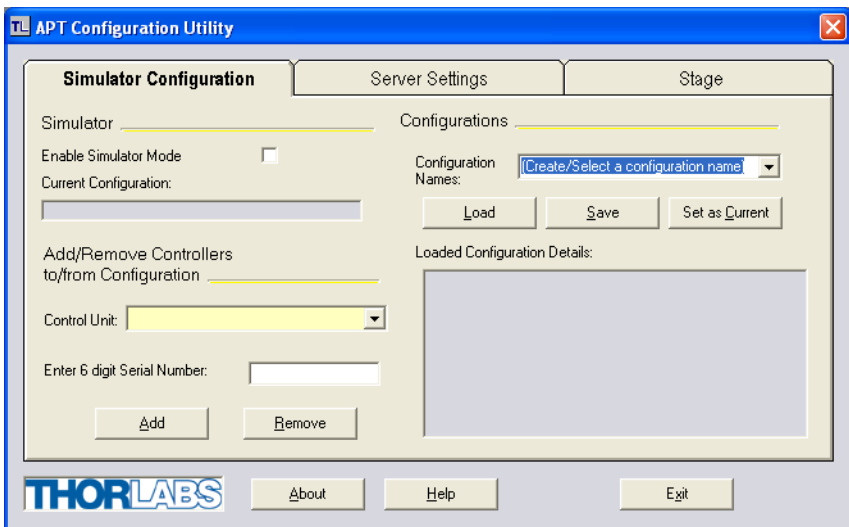 TL APT Configuration Utility
Simulator Configuration
Server Settings
Stage
Simulator
Enable Simulator Mode
Current Configuration:
Add/Remove Controllers
to/from Configuration
Control Unit:
Enter 6 digit Serial Number:
Add
Remove
Configurations
Configuration
Names:
(Create/Select a configuration name)
Load
Save
Set as Current
Loaded Configuration Details:
THORLABS
About
Help
Exit